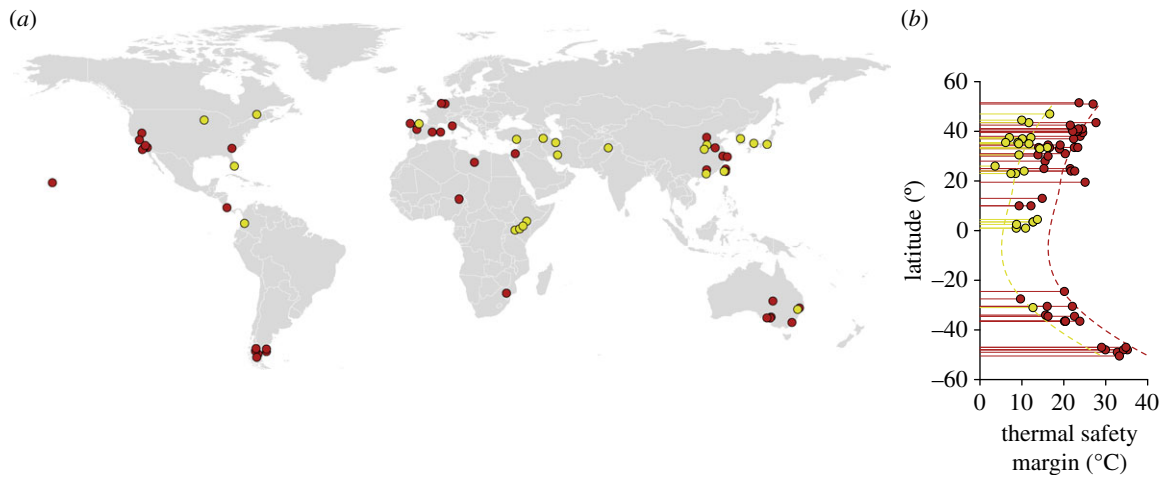 (a)
(b)
60
40
20
0
–20
–40
–60
latitude (º)
0 10 20 30 40
thermal safety
margin (°C)